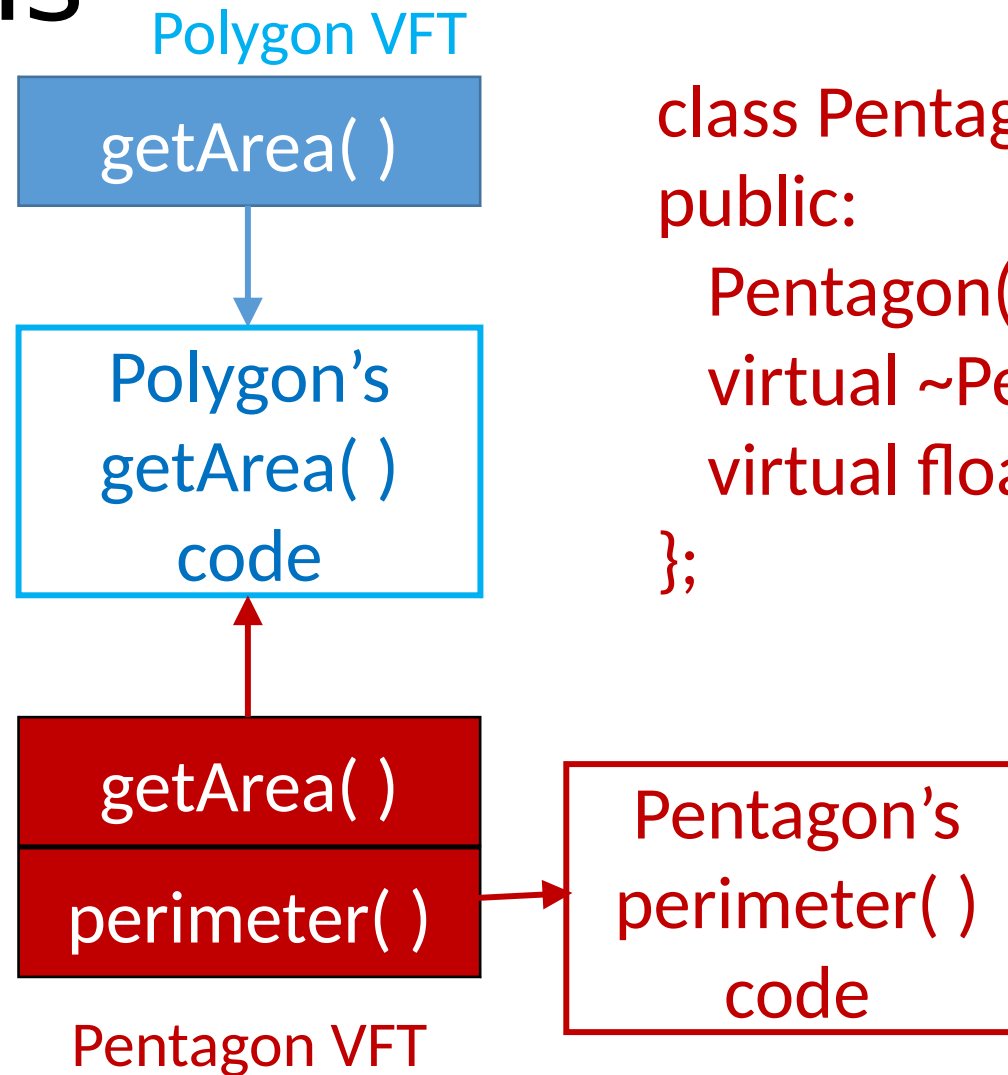 Polygon VFT
getArea( )
Polygon’s
getArea( )
code
getArea( )
perimeter( )
Pentagon VFT
Pentagon’s
perimeter( )
code
class Pentag
public:
Pentagon(
virtual ~Pe
virtual floa
};